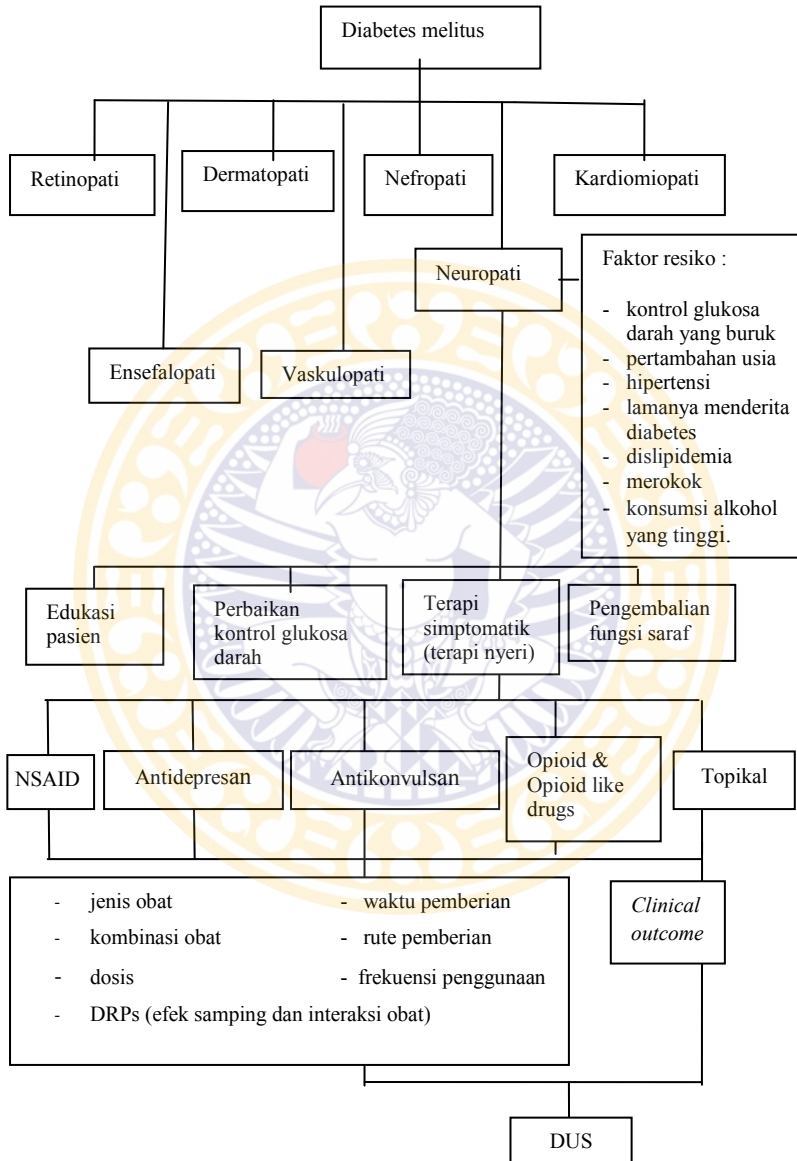 Diabetes melitus
Retinopati
Dermatopati
Nefropati
Kardiomiopati
Neuropati
Faktor resiko :
- kontrol glukosa
darah yang buruk
- pertambahan usia
- hipertensi
- lamanya menderita
diabetes
- dislipidemia
- merokok
- konsumsi alkohol
yang tinggi.
Ensefalopati
Vaskulopati
Edukasi
pasien
Perbaikan
kontrol glukosa
darah
Terapi
simptomatik
(terapi nyeri)
Pengembalian
fungsi saraf
NSAID
Antidepresan
Antikonvulsan
Opioid &
Opioid like
drugs
Topikal
- jenis obat
- kombinasi obat
- dosis
- DRPs (efek samping dan interaksi obat)
- waktu pemberian
- rute pemberian
- frekuensi penggunaan
Clinical
outcome
DUS